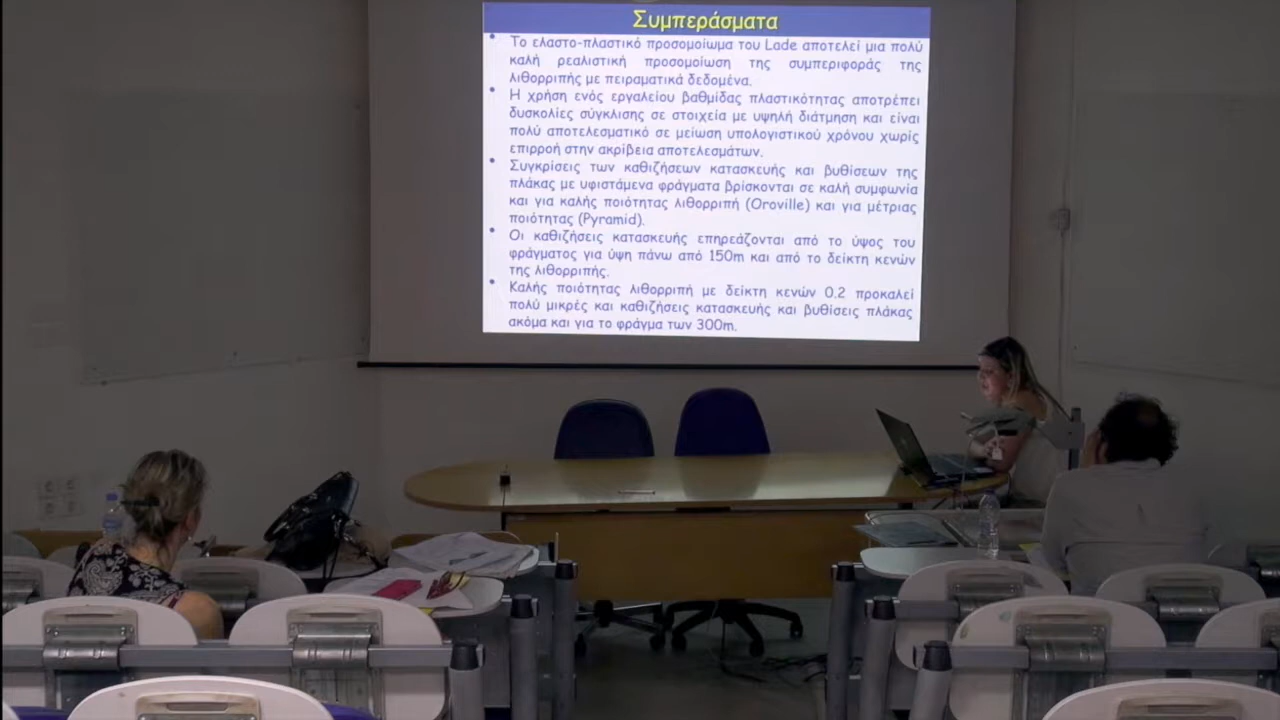 Συμπεράσματα
• Το ελαστο-πλαστικό προσομοίωμα του Lade αποτελεί μια πολύ
καλή ρεαλιστική προσομοίωση της συμπεριφοράς της
λιθορριπής με πειραματικά δεδομένα.
• Η χρήση ενός εργαλείου βαθμίδας πλαστικότητας αποτρέπει
δυσκολίες σύγκλισης σε στοιχεία με υψηλή διάτμηση και είναι
πολύ αποτελεσματικό σε μείωση υπολογιστικού χρόνου χωρίς
επιρροή στην ακρίβεια αποτελεσμάτων.
• Συγκρίσεις των καθιζήσεων κατασκευής και βυθίσεων της
πλάκας με υφιστάμενα φράγματα βρίσκονται σε καλή συμφωνία
και για καλής ποιότητας λιθορριπή (Oroville) και για μέτριας
ποιότητας (Pyramid).
• Οι καθιζήσεις κατασκευής επηρεάζονται από το ύψος του
φράγματος για ύψη πάνω από 150m και από το δείκτη κενών
της λιθορριπής.
• Καλής ποιότητας λιθορριπή με δείκτη κενών 0.2 προκαλεί
πολύ μικρές και καθιζήσεις κατασκευής και βυθίσεις πλάκας
ακόμα και για το φράγμα των 300m.